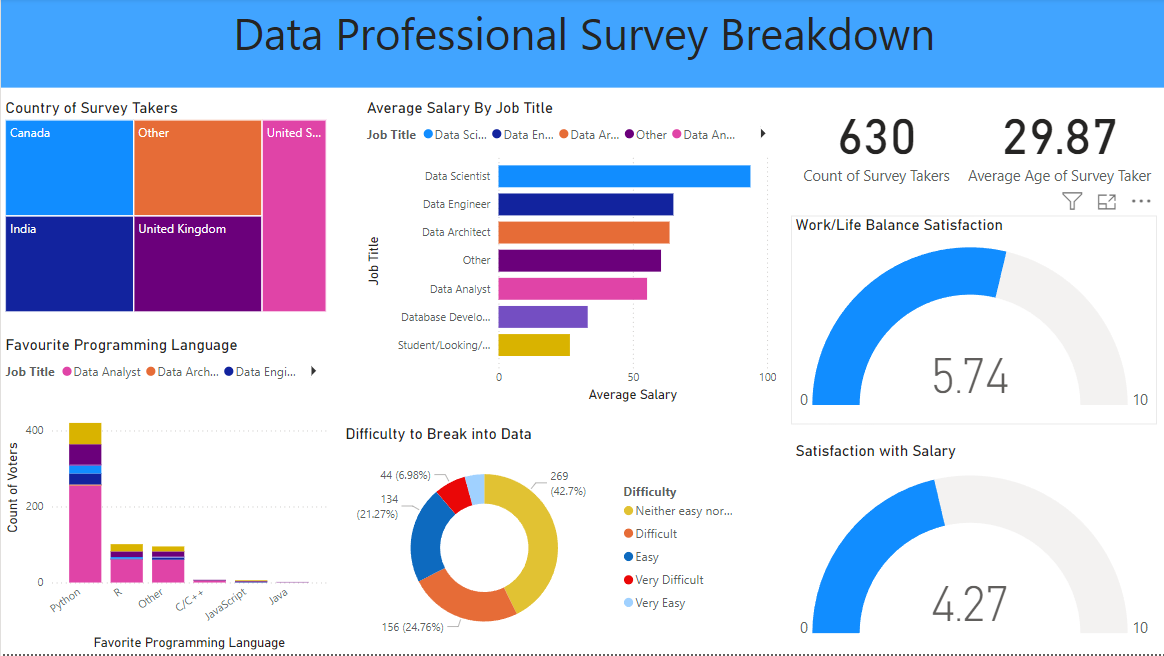 Data Professional Survey Breakdown
Country of Survey Takers
Canada
Other
United S...
India
United Kingdom
Average Salary By Job Title
Job Title Data Sci... Data En... Data Ar... Other Data An...
Job Title
Data Scientist
Data Engineer
Data Architect
Other
Data Analyst
Database Develo...
Student/Looking/...
0 50 100
Average Salary
630
Count of Survey Takers
29.87
Average Age of Survey Taker
Work/Life Balance Satisfaction
5.74
0 10
Favourite Programming Language
Job Title Data Analyst Data Arch... Data Engi...
Count of Voters
400
200
0
Python R Other C/C++ JavaScript Java
Favorite Programming Language
Difficulty to Break into Data
44 (6.98%)
269
(42.7%)
134
(21.27%)
156 (24.76%)
Difficulty
Neither easy nor...
Difficult
Easy
Very Difficult
Very Easy
Satisfaction with Salary
4.27
0 10